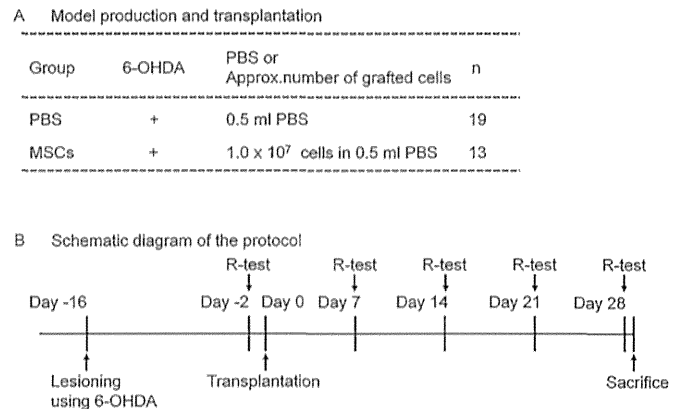 A Model production and transplantation
Group 6-OHDA PBS or Approx.number of grafted cells n
PBS + 0.5 ml PBS 19
MSCs + 1.0 x 10⁷ cells in 0.5 ml PBS 13
B Schematic diagram of the protocol
R-test R-test R-test R-test R-test
Day -16 Day -2 Day 0 Day 7 Day 14 Day 21 Day 28
Lesioning Transplantation Sacrifice
using 6-OHDA